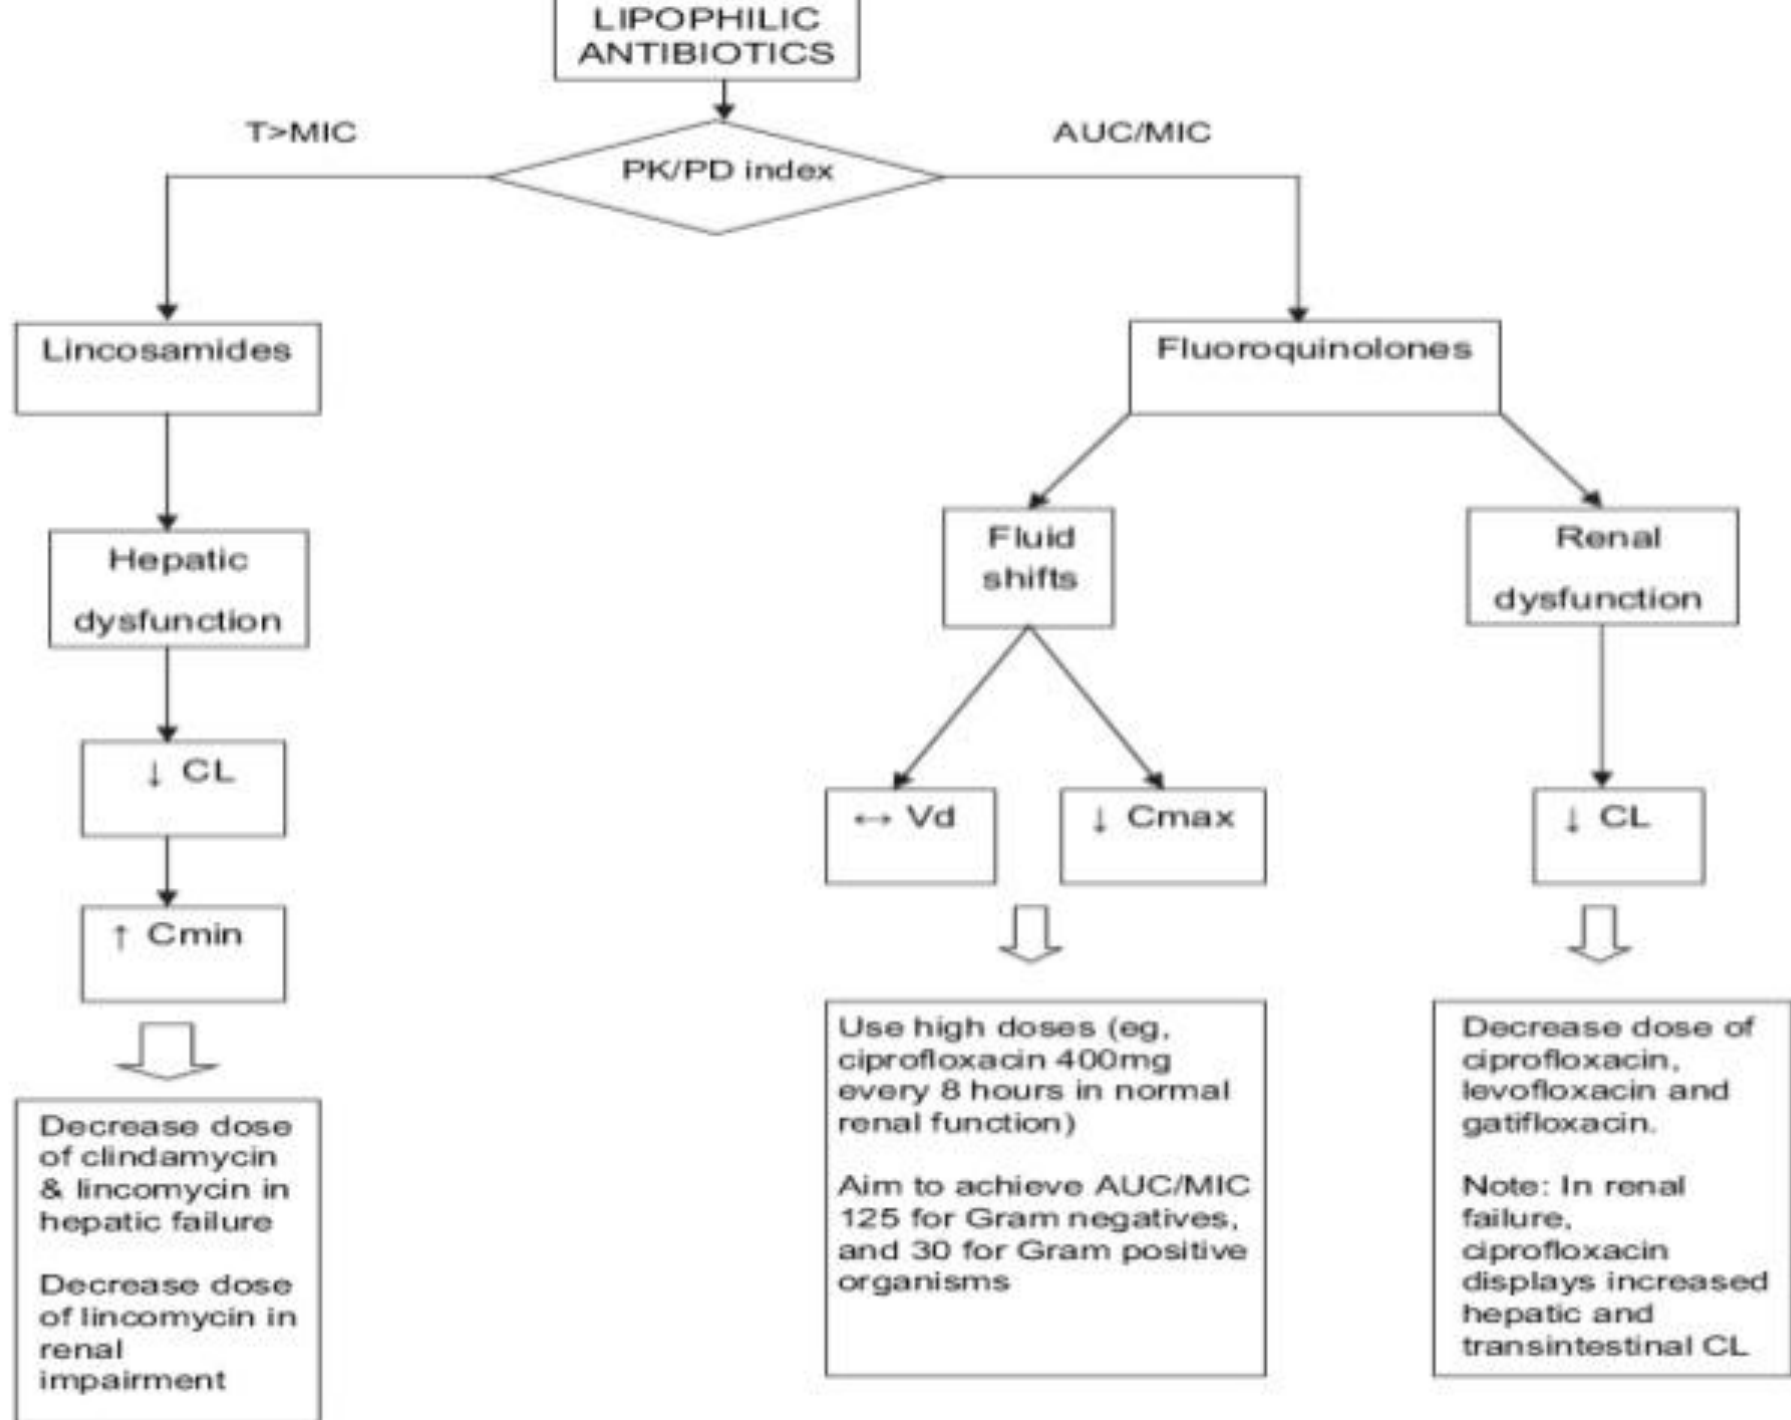 LIPOPHILIC
ANTIBIOTICS
T>MIC
PK/PD index
AUC/MIC
Lincosamides
Fluoroquinolones
Hepatic
dysfunction
Fluid
shifts
Renal
dysfunction
↓ CL
↑ Cmin
↔ Vd
↓ Cmax
↓ CL
Decrease dose
of clindamycin
& lincomycin in
hepatic failure
Decrease dose
of lincomycin in
renal
impairment
Use high doses (eg,
ciprofloxacin 400mg
every 8 hours in normal
renal function)
Aim to achieve AUC/MIC
125 for Gram negatives,
and 30 for Gram positive
organisms
Decrease dose of
ciprofloxacin,
levofloxacin and
gatifloxacin.
Note: In renal
failure,
ciprofloxacin
displays increased
hepatic and
transintestinal CL